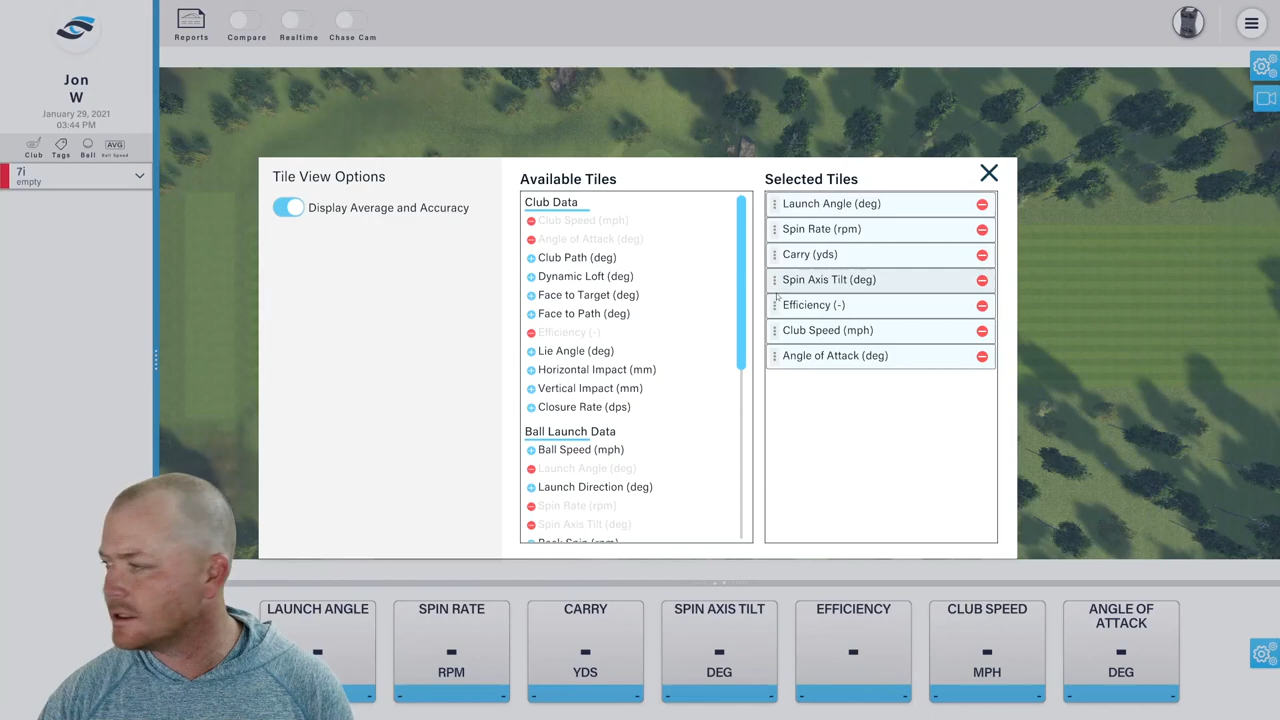 Reports
Compare
Realtime
Chase Cam
Jon
W
January 29, 2021
03:44 PM
Club
Tags
AVG
Ball
Ball Speed
7i
empty
Tile View Options
Display Average and Accuracy
Available Tiles
Club Data
Club Speed (mph)
Angle of Attack (deg)
Club Path (deg)
Dynamic Loft (deg)
Face to Target (deg)
Face to Path (deg)
Efficiency (-)
Lie Angle (deg)
Horizontal Impact (mm)
Vertical Impact (mm)
Closure Rate (dps)
Ball Launch Data
Ball Speed (mph)
Launch Angle (deg)
Launch Direction (deg)
Spin Rate (rpm)
Spin Axis Tilt (deg)
Back Spin (rpm)
Selected Tiles
Launch Angle (deg)
Spin Rate (rpm)
Carry (yds)
Spin Axis Tilt (deg)
Efficiency (-)
Club Speed (mph)
Angle of Attack (deg)
LAUNCH ANGLE
-
SPIN RATE
-
RPM
CARRY
-
YDS
SPIN AXIS TILT
-
DEG
EFFICIENCY
-
CLUB SPEED
-
MPH
ANGLE OF
ATTACK
-
DEG